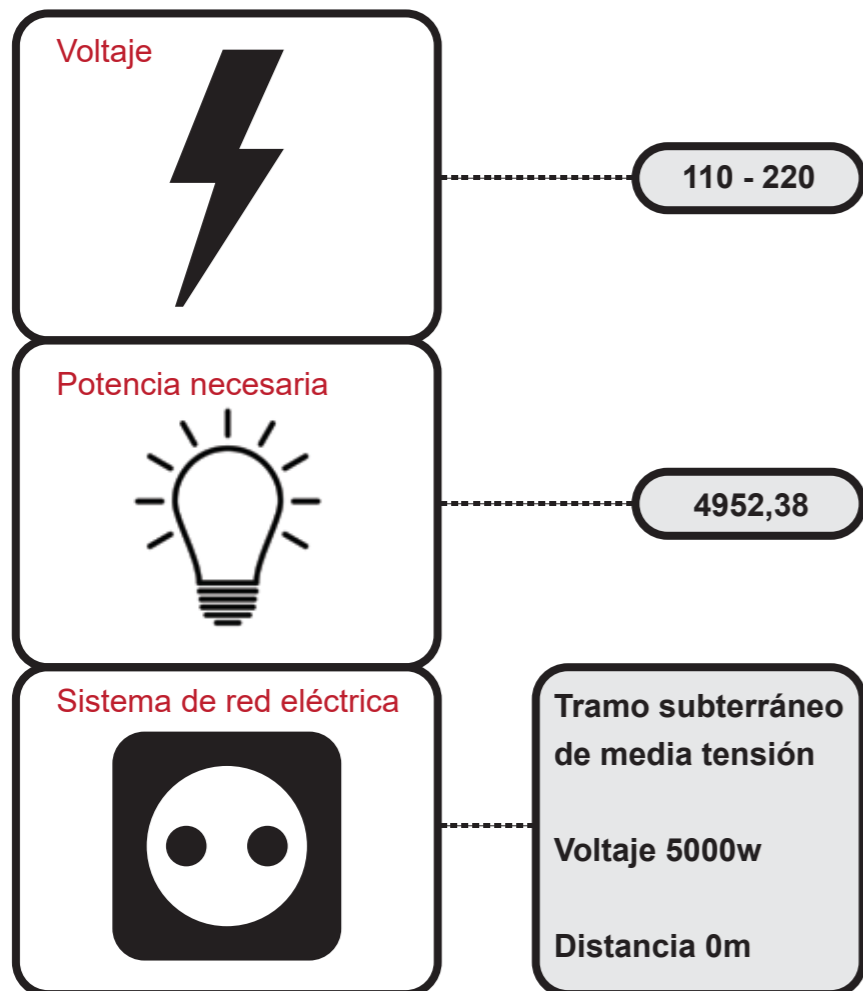 Voltaje
110 - 220
Potencia necesaria
4952,38
Sistema de red eléctrica
Tramo subterráneo
de media tensión
Voltaje 5000w
Distancia 0m